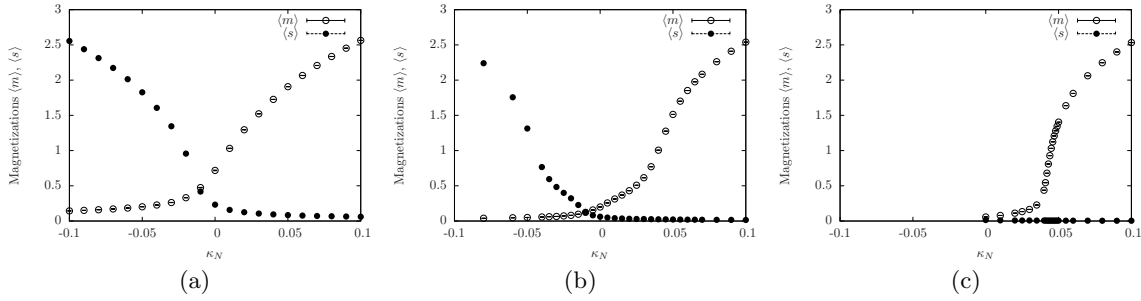 Magnetizations ⟨m⟩, ⟨s⟩
3
2.5
2
1.5
1
0.5
0
-0.1 -0.05 0 0.05 0.1
κ_N
⟨m⟩
⟨s⟩
(a)
Magnetizations ⟨m⟩, ⟨s⟩
3
2.5
2
1.5
1
0.5
0
-0.1 -0.05 0 0.05 0.1
κ_N
⟨m⟩
⟨s⟩
(b)
Magnetizations ⟨m⟩, ⟨s⟩
3
2.5
2
1.5
1
0.5
0
-0.1 -0.05 0 0.05 0.1
κ_N
⟨m⟩
⟨s⟩
(c)